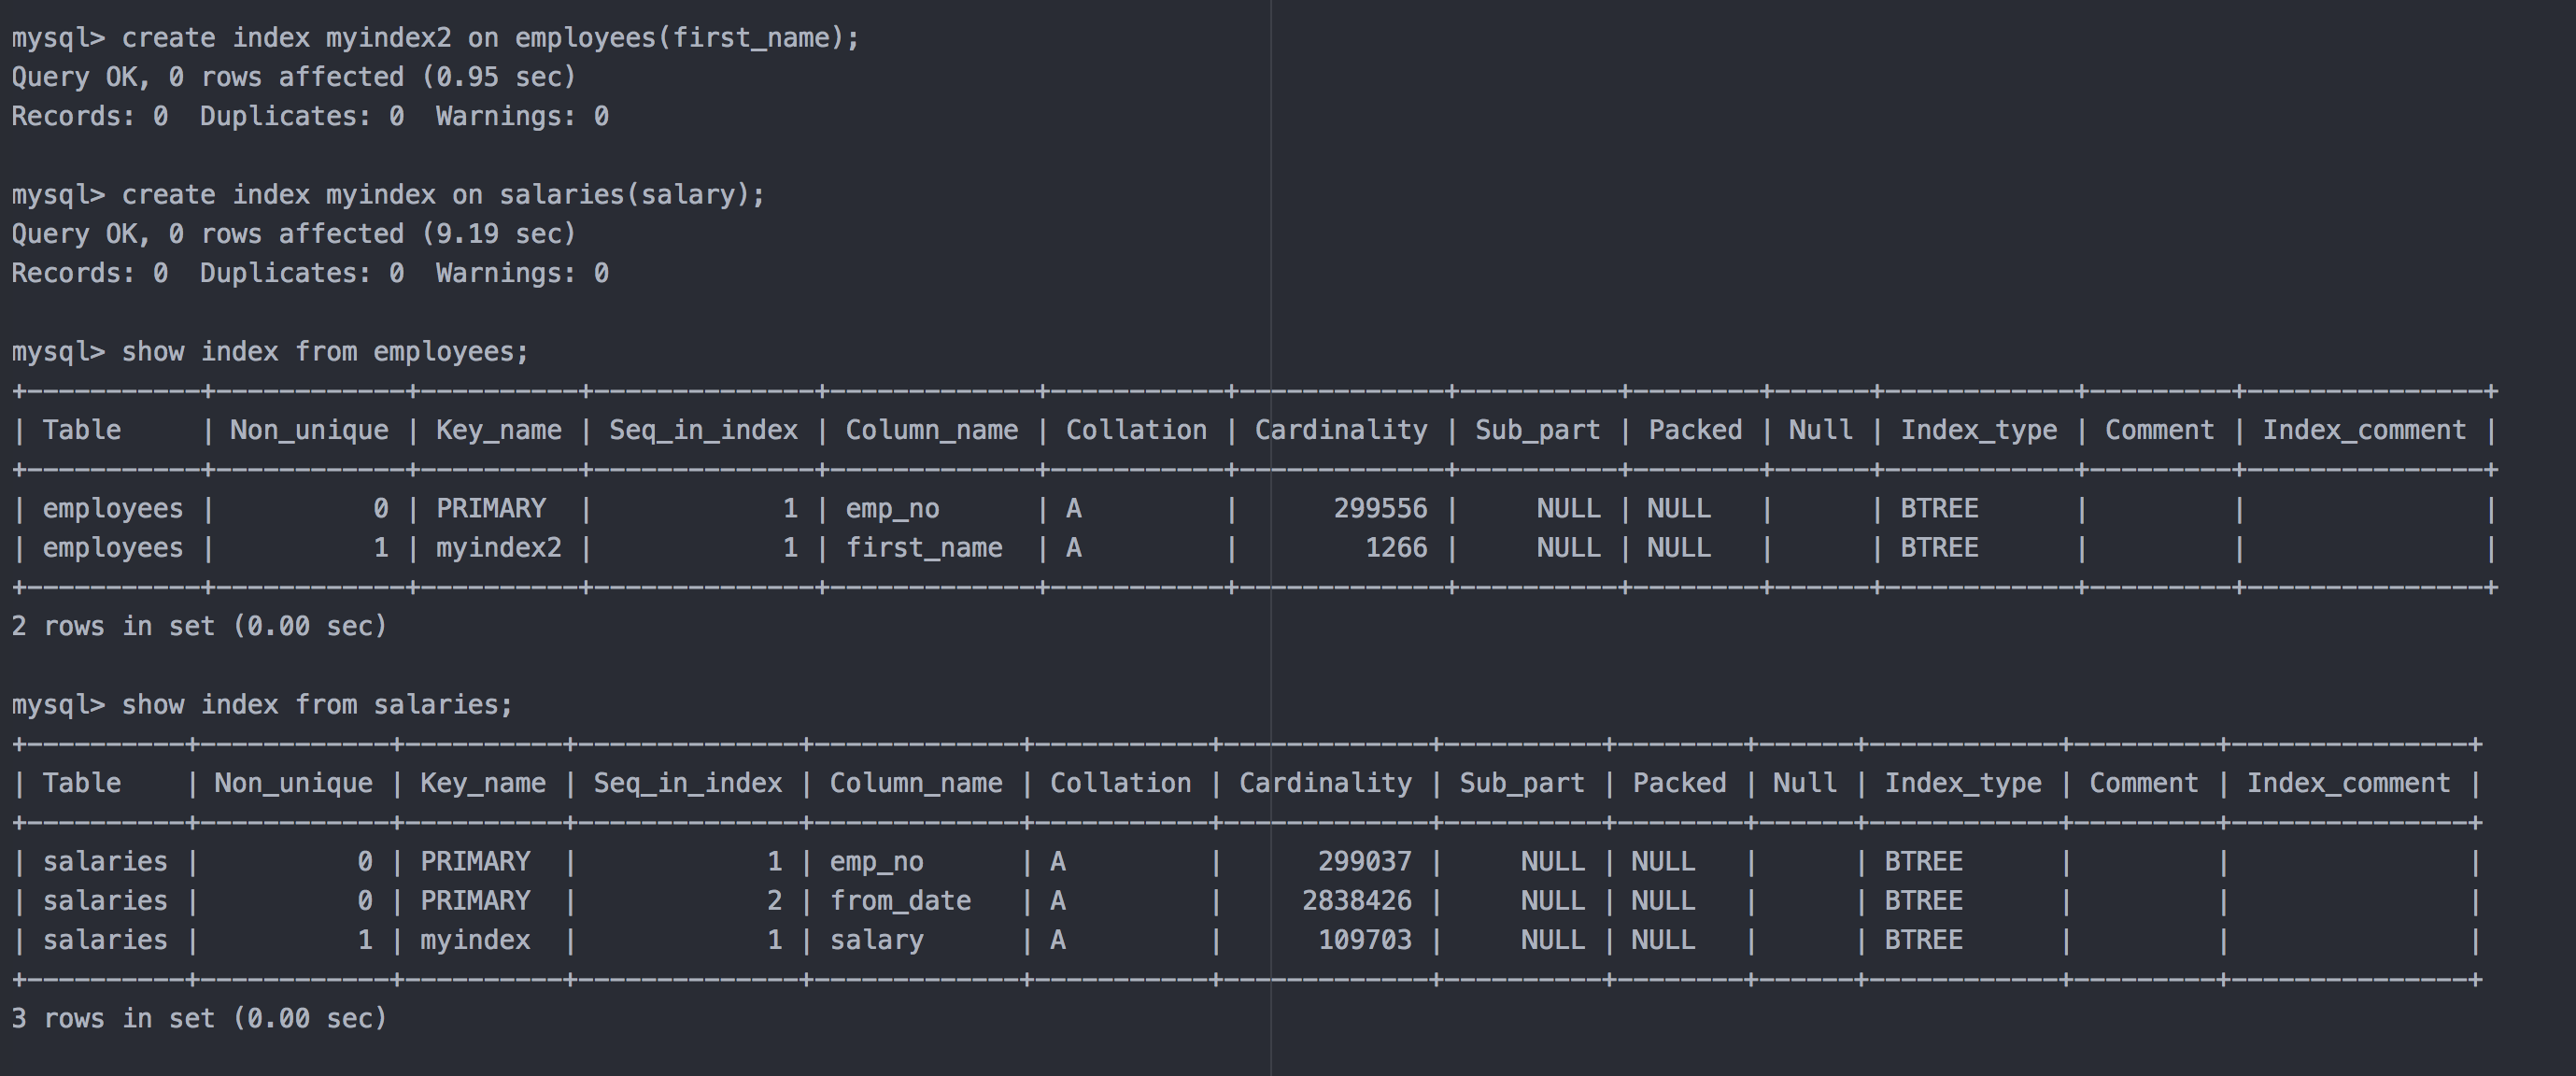 mysql> create index myindex2 on employees(first_name);
Query OK, 0 rows affected (0.95 sec)
Records: 0  Duplicates: 0  Warnings: 0

mysql> create index myindex on salaries(salary);
Query OK, 0 rows affected (9.19 sec)
Records: 0  Duplicates: 0  Warnings: 0

mysql> show index from employees;
+-----------+------------+----------+--------------+-------------+-----------+-------------+----------+--------+------+------------+---------+---------------+
| Table     | Non_unique | Key_name | Seq_in_index | Column_name | Collation | Cardinality | Sub_part | Packed | Null | Index_type | Comment | Index_comment |
+-----------+------------+----------+--------------+-------------+-----------+-------------+----------+--------+------+------------+---------+---------------+
| employees |          0 | PRIMARY  |            1 | emp_no      | A         |      299556 |     NULL | NULL   |      | BTREE      |         |               |
| employees |          1 | myindex2 |            1 | first_name  | A         |        1266 |     NULL | NULL   |      | BTREE      |         |               |
+-----------+------------+----------+--------------+-------------+-----------+-------------+----------+--------+------+------------+---------+---------------+
2 rows in set (0.00 sec)

mysql> show index from salaries;
+----------+------------+----------+--------------+-------------+-----------+-------------+----------+--------+------+------------+---------+---------------+
| Table    | Non_unique | Key_name | Seq_in_index | Column_name | Collation | Cardinality | Sub_part | Packed | Null | Index_type | Comment | Index_comment |
+----------+------------+----------+--------------+-------------+-----------+-------------+----------+--------+------+------------+---------+---------------+
| salaries |          0 | PRIMARY  |            1 | emp_no      | A         |      299037 |     NULL | NULL   |      | BTREE      |         |               |
| salaries |          0 | PRIMARY  |            2 | from_date   | A         |     2838426 |     NULL | NULL   |      | BTREE      |         |               |
| salaries |          1 | myindex  |            1 | salary      | A         |      109703 |     NULL | NULL   |      | BTREE      |         |               |
+----------+------------+----------+--------------+-------------+-----------+-------------+----------+--------+------+------------+---------+---------------+
3 rows in set (0.00 sec)